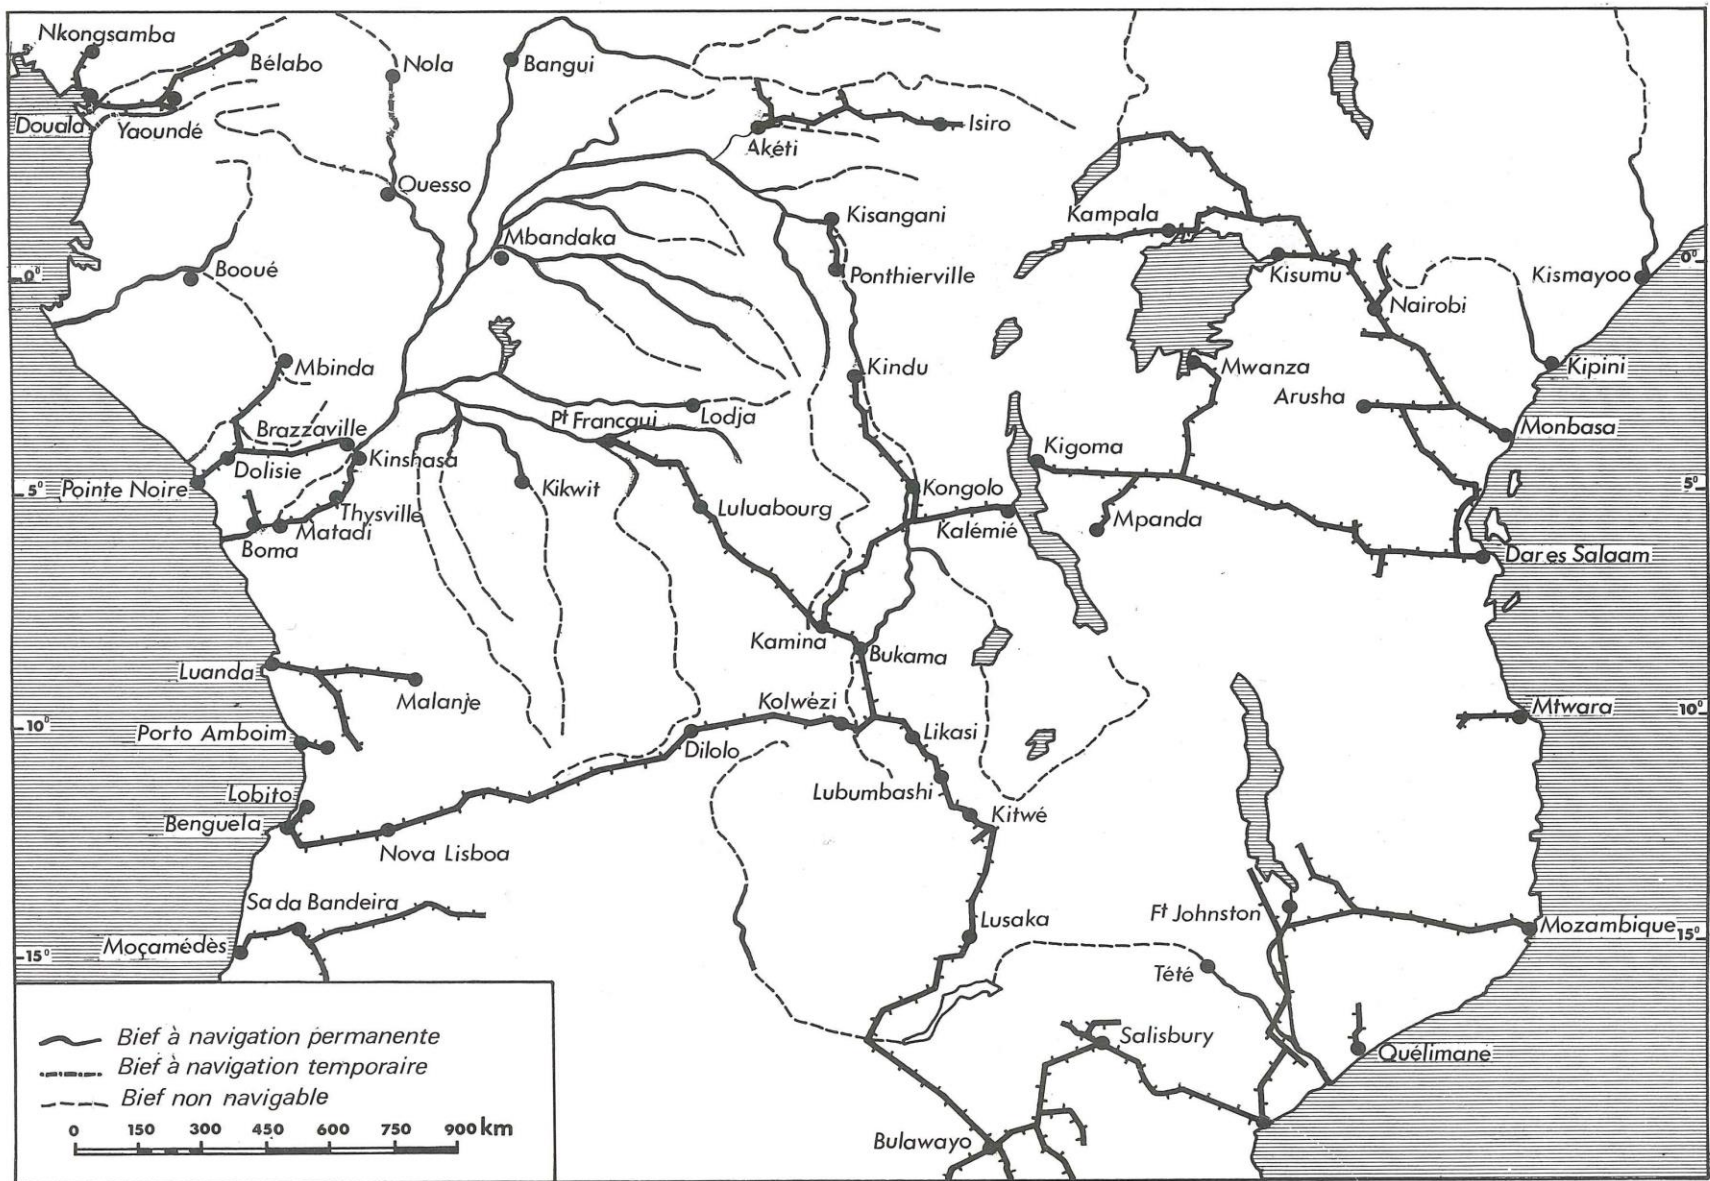 Nkongsamba
5°
Bélabo
Nola
Bangui
Douala
Yaoundé
Akéti
Isiro
Ouesso
Kisangani
Kampala
Mbandaka
0°
Booué
Ponthierville
Kisumu
Kismayoo
0°
Nairobi
Mbinda
Kindu
Mwanza
Kipini
Arusha
Brazzaville
Pt Francqui
Lodja
Monbasa
Dolisie
Kinshasa
Kigoma
Pointe Noire
5°
Kikwit
Kongolo
5°
Thysville
Luluabourg
Matadi
Kalémié
Mpanda
Boma
Dar es Salaam
Kamina
Bukama
Luanda
Malanje
Kolwézi
Mtwara
10°
10°
Porto Amboim
Dilolo
Likasi
Lobito
Lubumbashi
Benguela
Kitwé
Nova Lisboa
Sa da Bandeira
Ft Johnston
Lusaka
Moçamédès
Mozambique
15°
15°
Tété
Salisbury
Quélimane
Bulawayo
Bief à navigation permanente
Bief à navigation temporaire
Bief non navigable
0 150 300 450 600 750 900 km